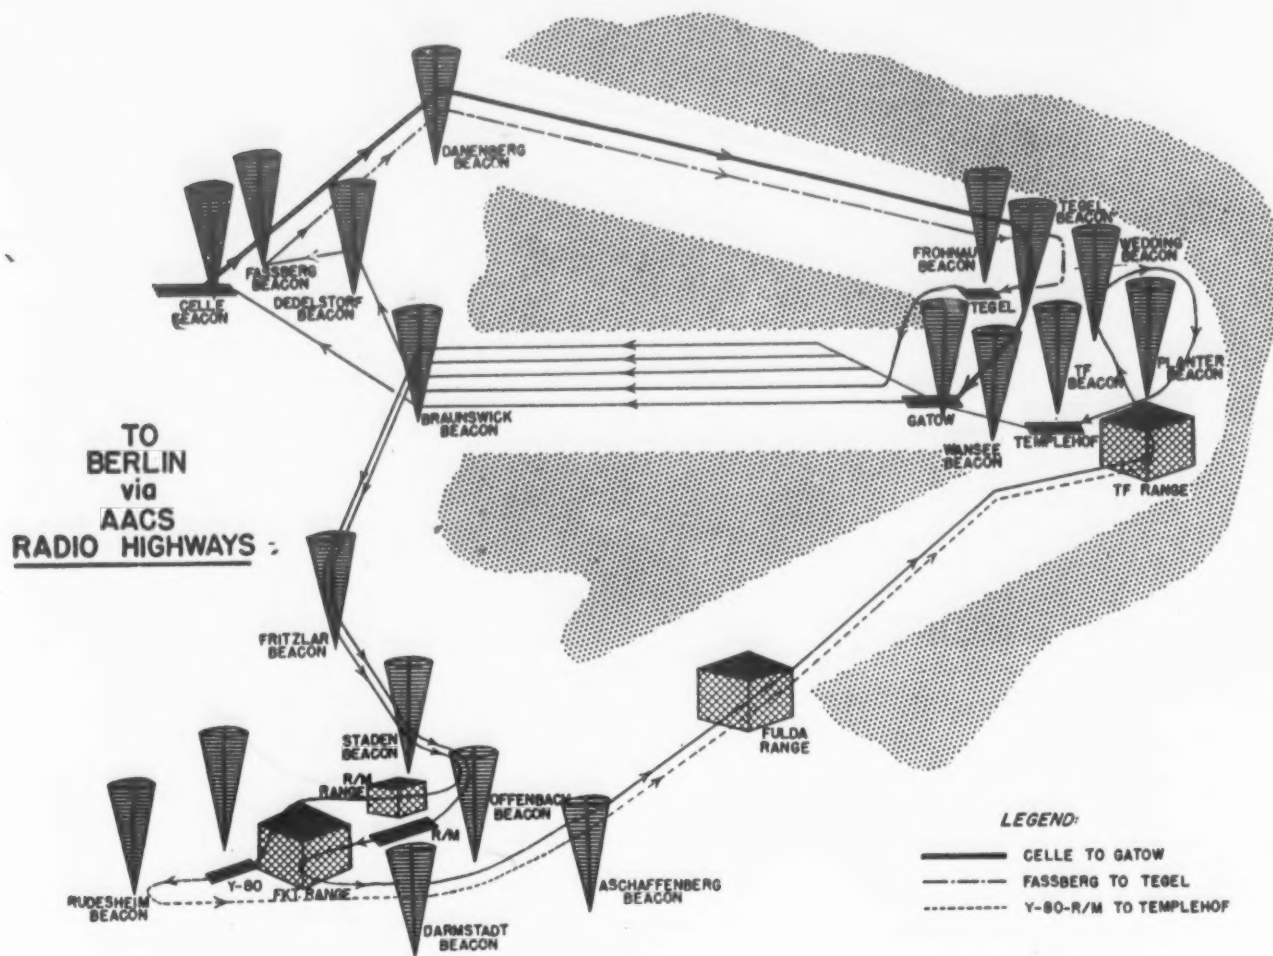 DANENBERG
BEACON
TEGEL
BEACON
WEDDING
BEACON
FROHNAU
BEACON
FASSBERG
BEACON
CELLE
BEACON
DEDELSTORF
BEACON
TEGEL
PLANTER
BEACON
TF
BEACON
BRAUNSWICK
BEACON
GATOW
WANSEE
BEACON
TEMPLEHOF
TF RANGE
TO
BERLIN
via
AACS
RADIO HIGHWAYS
FRITZLAR
BEACON
STADEN
BEACON
FULDA
RANGE
R/M
RANGE
OFFENBACH
BEACON
R/M
Y-80
RUDESHEIM
BEACON
RANGE
ASCHAFFENBERG
BEACON
DARMSTADT
BEACON
LEGEND:
CELLE TO GATOW
FASSBERG TO TEGEL
Y-80-R/M TO TEMPLEHOF